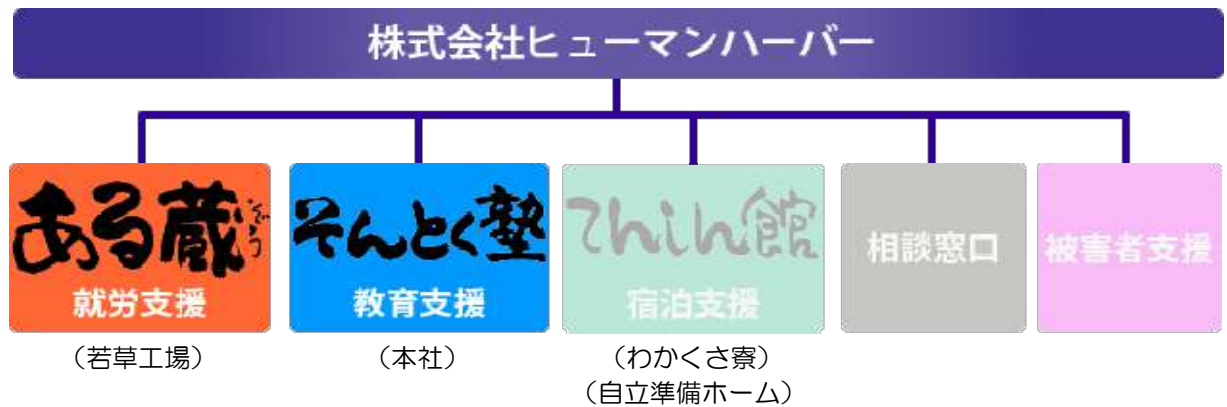 株式会社ヒューマンハーバー
ある蔵
ぞう
就労支援
(若草工場)
そんとく塾
教育支援
(本社)
てんしん館
宿泊支援
(わかくさ寮)
(自立準備ホーム)
相談窓口
被害者支援